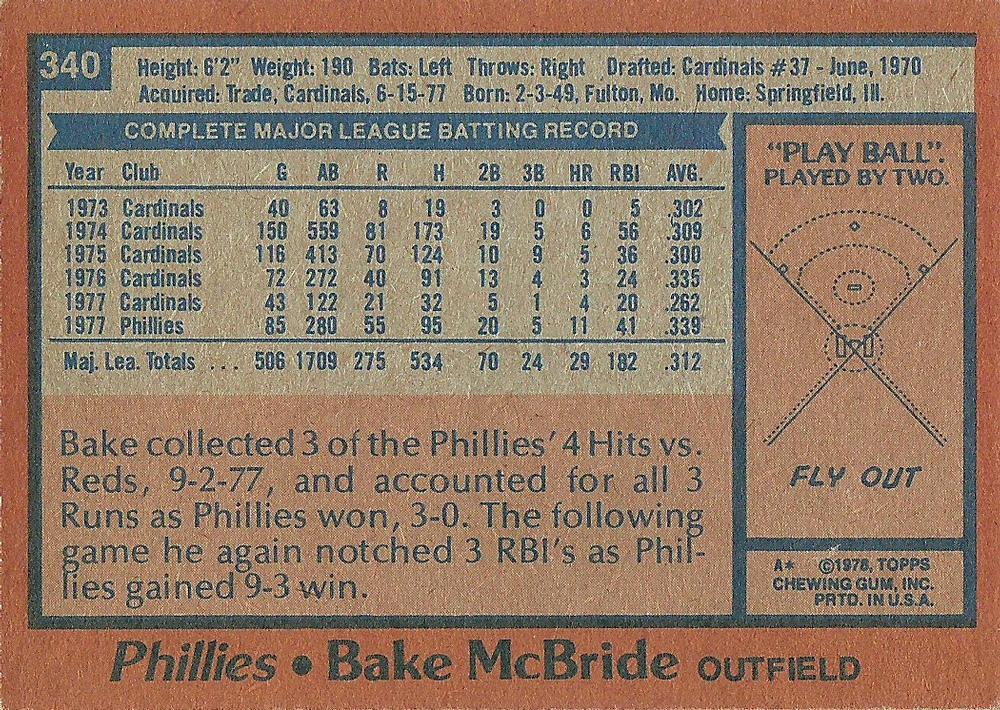 340
Height: 6'2" Weight: 190 Bats: Left Throws: Right Drafted: Cardinals #37 - June, 1970
Acquired: Trade, Cardinals, 6-15-77 Born: 2-3-49, Fulton, Mo. Home: Springfield, Ill.
COMPLETE MAJOR LEAGUE BATTING RECORD
Year Club G AB R H 2B 3B HR RBI AVG.
1973 Cardinals 40 63 8 19 3 0 0 5 .302
1974 Cardinals 150 559 81 173 19 5 6 56 .309
1975 Cardinals 116 413 70 124 10 9 5 36 .300
1976 Cardinals 72 272 40 91 13 4 3 24 .335
1977 Cardinals 43 122 21 32 5 1 4 20 .262
1977 Phillies 85 280 55 95 20 5 11 41 .339
Maj. Lea. Totals ... 506 1709 275 534 70 24 29 182 .312
Bake collected 3 of the Phillies' 4 Hits vs.
Reds, 9-2-77, and accounted for all 3
Runs as Phillies won, 3-0. The following
game he again notched 3 RBI's as Phil-
lies gained 9-3 win.
"PLAY BALL".
PLAYED BY TWO.
FLY OUT
A* ©1978, TOPPS
CHEWING GUM, INC.
PRTD. IN U.S.A.
Phillies • Bake McBride OUTFIELD